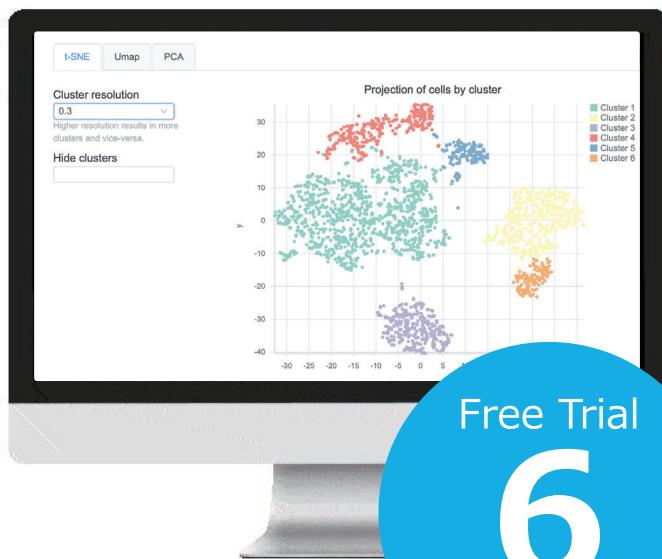 t-SNE Umap PCA
Cluster resolution
0.3
Higher resolution results in more
clusters and vice-versa.
Hide clusters
Projection of cells by cluster
Cluster 1
Cluster 2
Cluster 3
Cluster 4
Cluster 5
Cluster 6
30
20
10
0
-10
-20
-30
-40
y
-30 -25 -20 -15 -10 -5 0 5
Free Trial
6